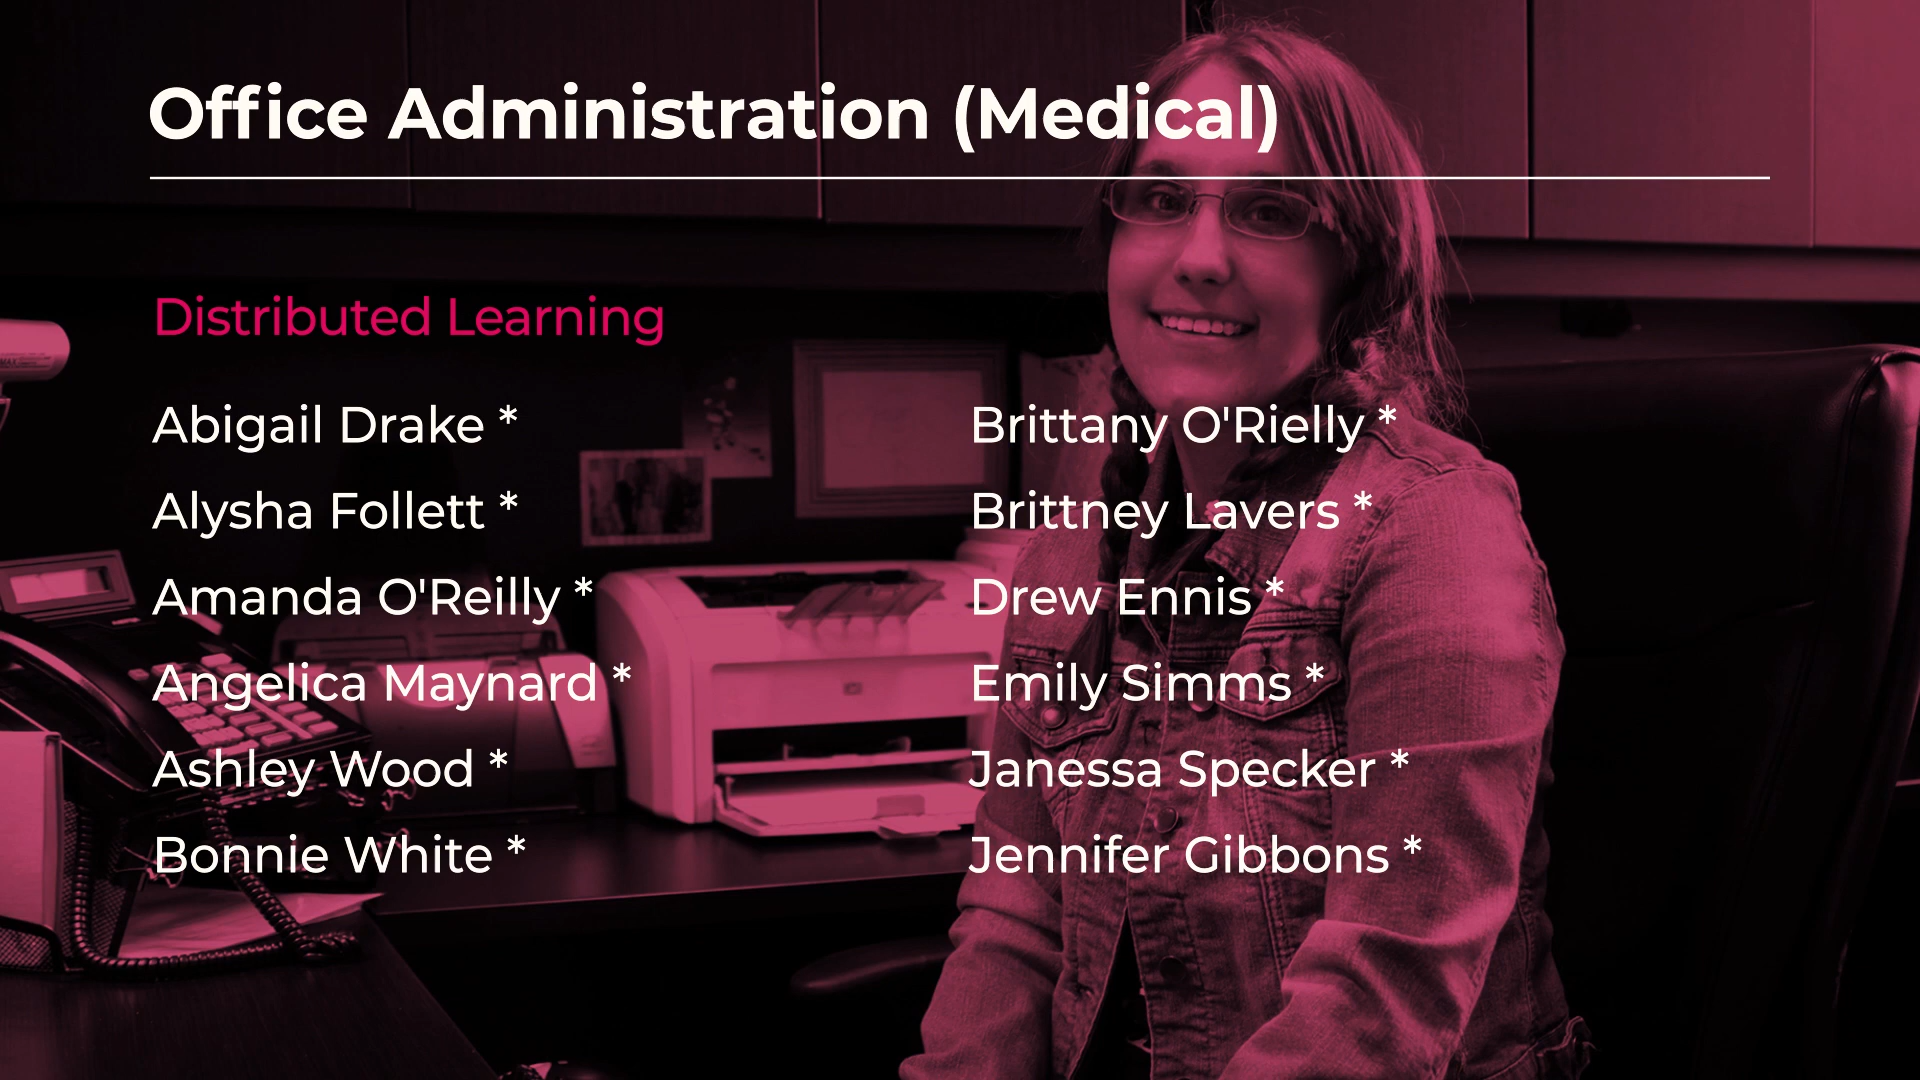 Office Administration (Medical)
Distributed Learning
Abigail Drake *
Alysha Follett *
Amanda O'Reilly *
Angelica Maynard *
Ashley Wood *
Bonnie White *
Brittany O'Rielly *
Brittney Lavers *
Drew Ennis *
Emily Simms *
Janessa Specker *
Jennifer Gibbons *